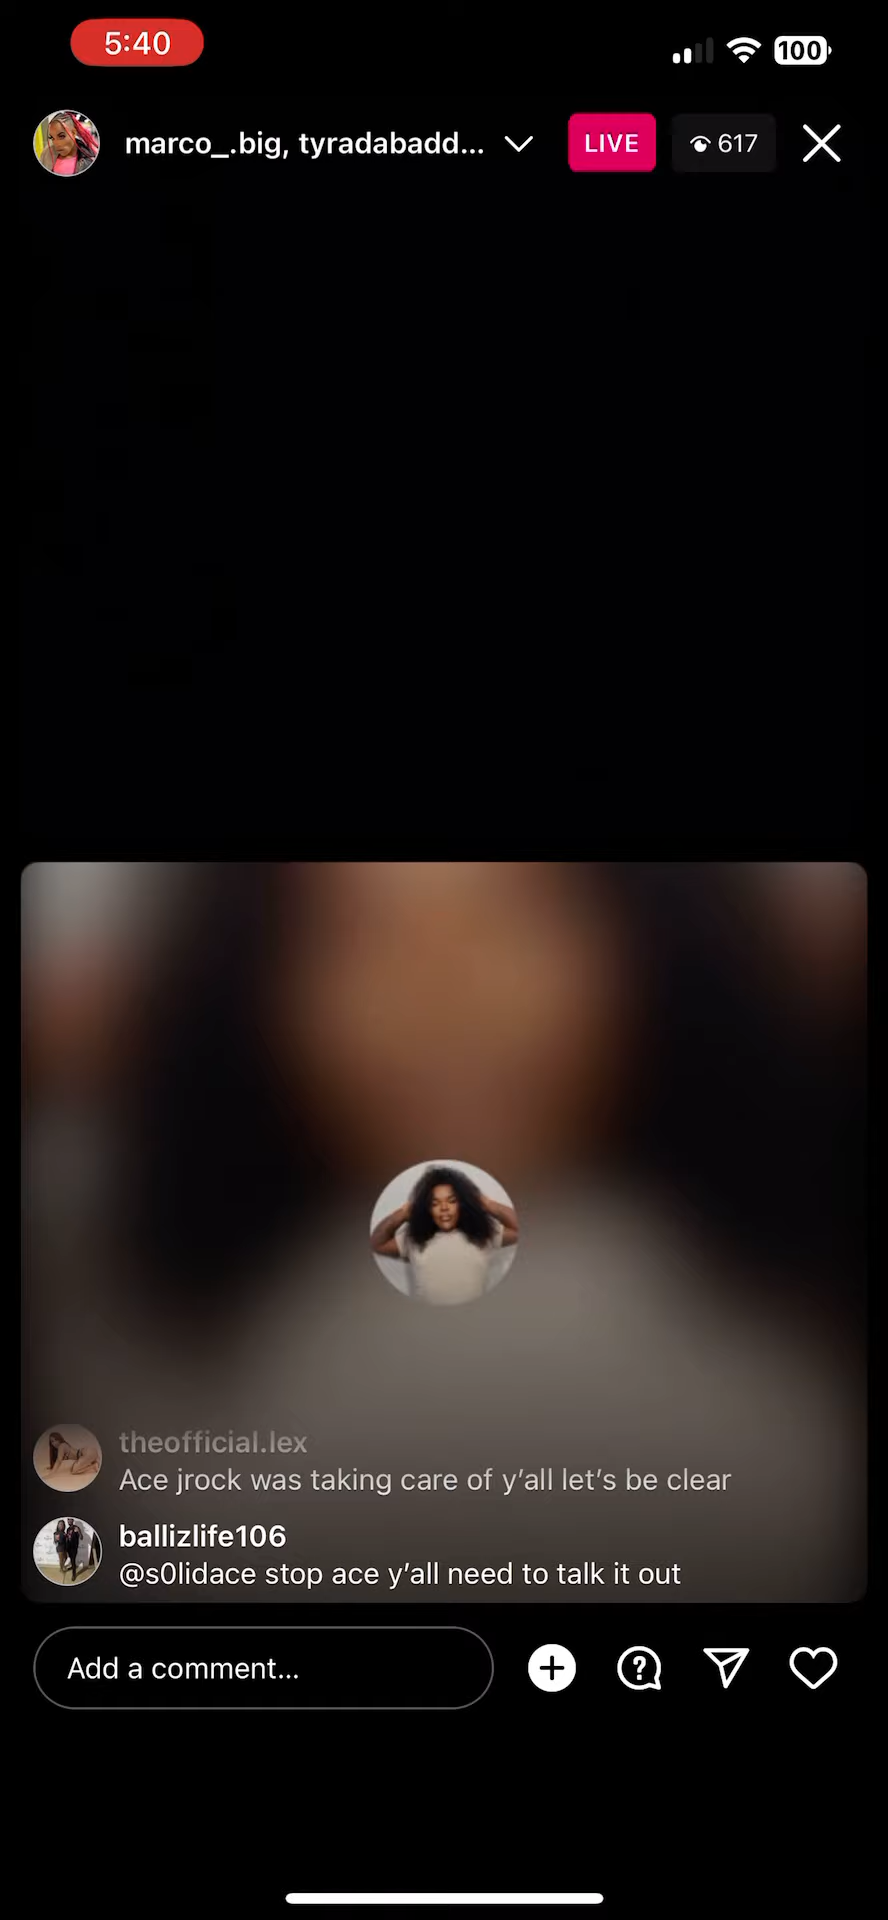 5:40
100
marco_.big, tyradabadd...
LIVE
617
theofficial.lex
Ace jrock was taking care of y’all let’s be clear
ballizlife106
@s0lidace stop ace y’all need to talk it out
Add a comment...